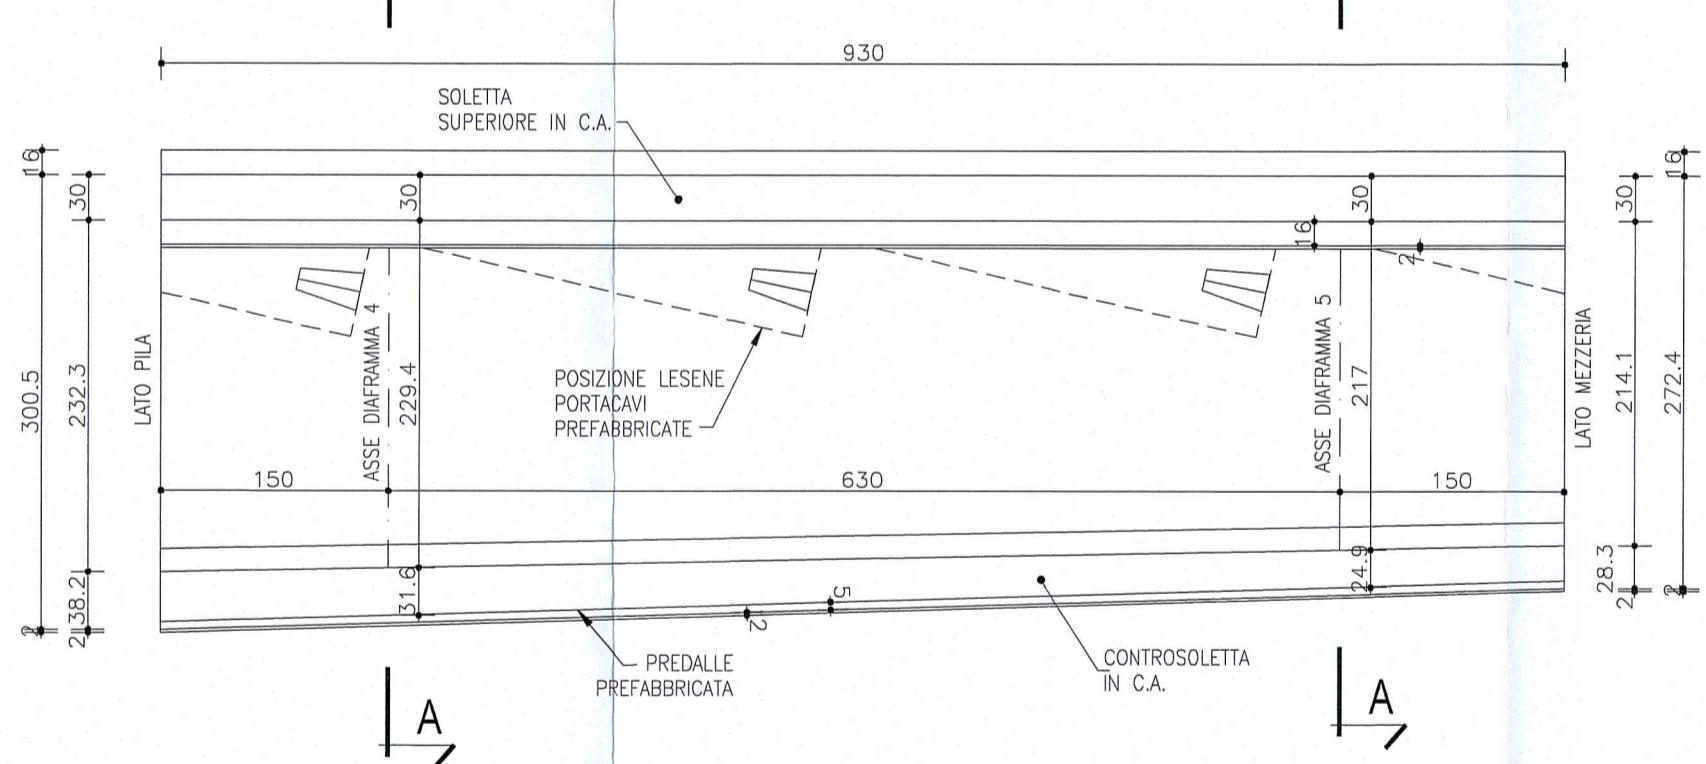 930
SOLETTA
SUPERIORE IN C.A.
16
30
300.5
232.3
38.2
2
2
LATO PILA
30
ASSE DIAFRAMMA 4
229.4
31.6
150
POSIZIONE LESENE
PORTACAVI
PREFABBRICATE
630
16
2
30
ASSE DIAFRAMMA 5
217
24.9
150
LATO MEZZERIA
16
30
214.1
272.4
28.3
2
2
5
2
PREDALLE
PREFABBRICATA
CONTROSOLETTA
IN C.A.
A
A